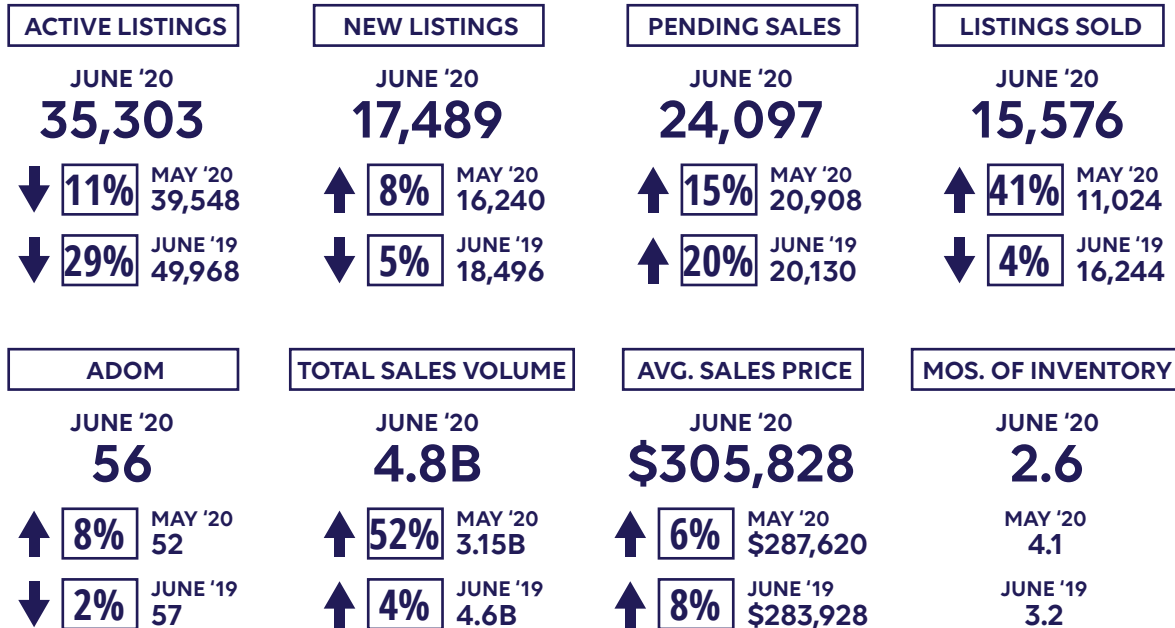 ACTIVE LISTINGS
JUNE ‘20
35,303
11%
MAY ‘20
39,548
29%
JUNE ‘19
49,968
NEW LISTINGS
JUNE ‘20
17,489
8%
MAY ‘20
16,240
5%
JUNE ‘19
18,496
PENDING SALES
JUNE ‘20
24,097
15%
MAY ‘20
20,908
20%
JUNE ‘19
20,130
LISTINGS SOLD
JUNE ‘20
15,576
41%
MAY ‘20
11,024
4%
JUNE ‘19
16,244
ADOM
JUNE ‘20
56
8%
MAY ‘20
52
2%
JUNE ‘19
57
TOTAL SALES VOLUME
JUNE ‘20
4.8B
52%
MAY ‘20
3.15B
4%
JUNE ‘19
4.6B
AVG. SALES PRICE
JUNE ‘20
$305,828
6%
MAY ‘20
$287,620
8%
JUNE ‘19
$283,928
MOS. OF INVENTORY
JUNE ‘20
2.6
MAY ‘20
4.1
JUNE ‘19
3.2